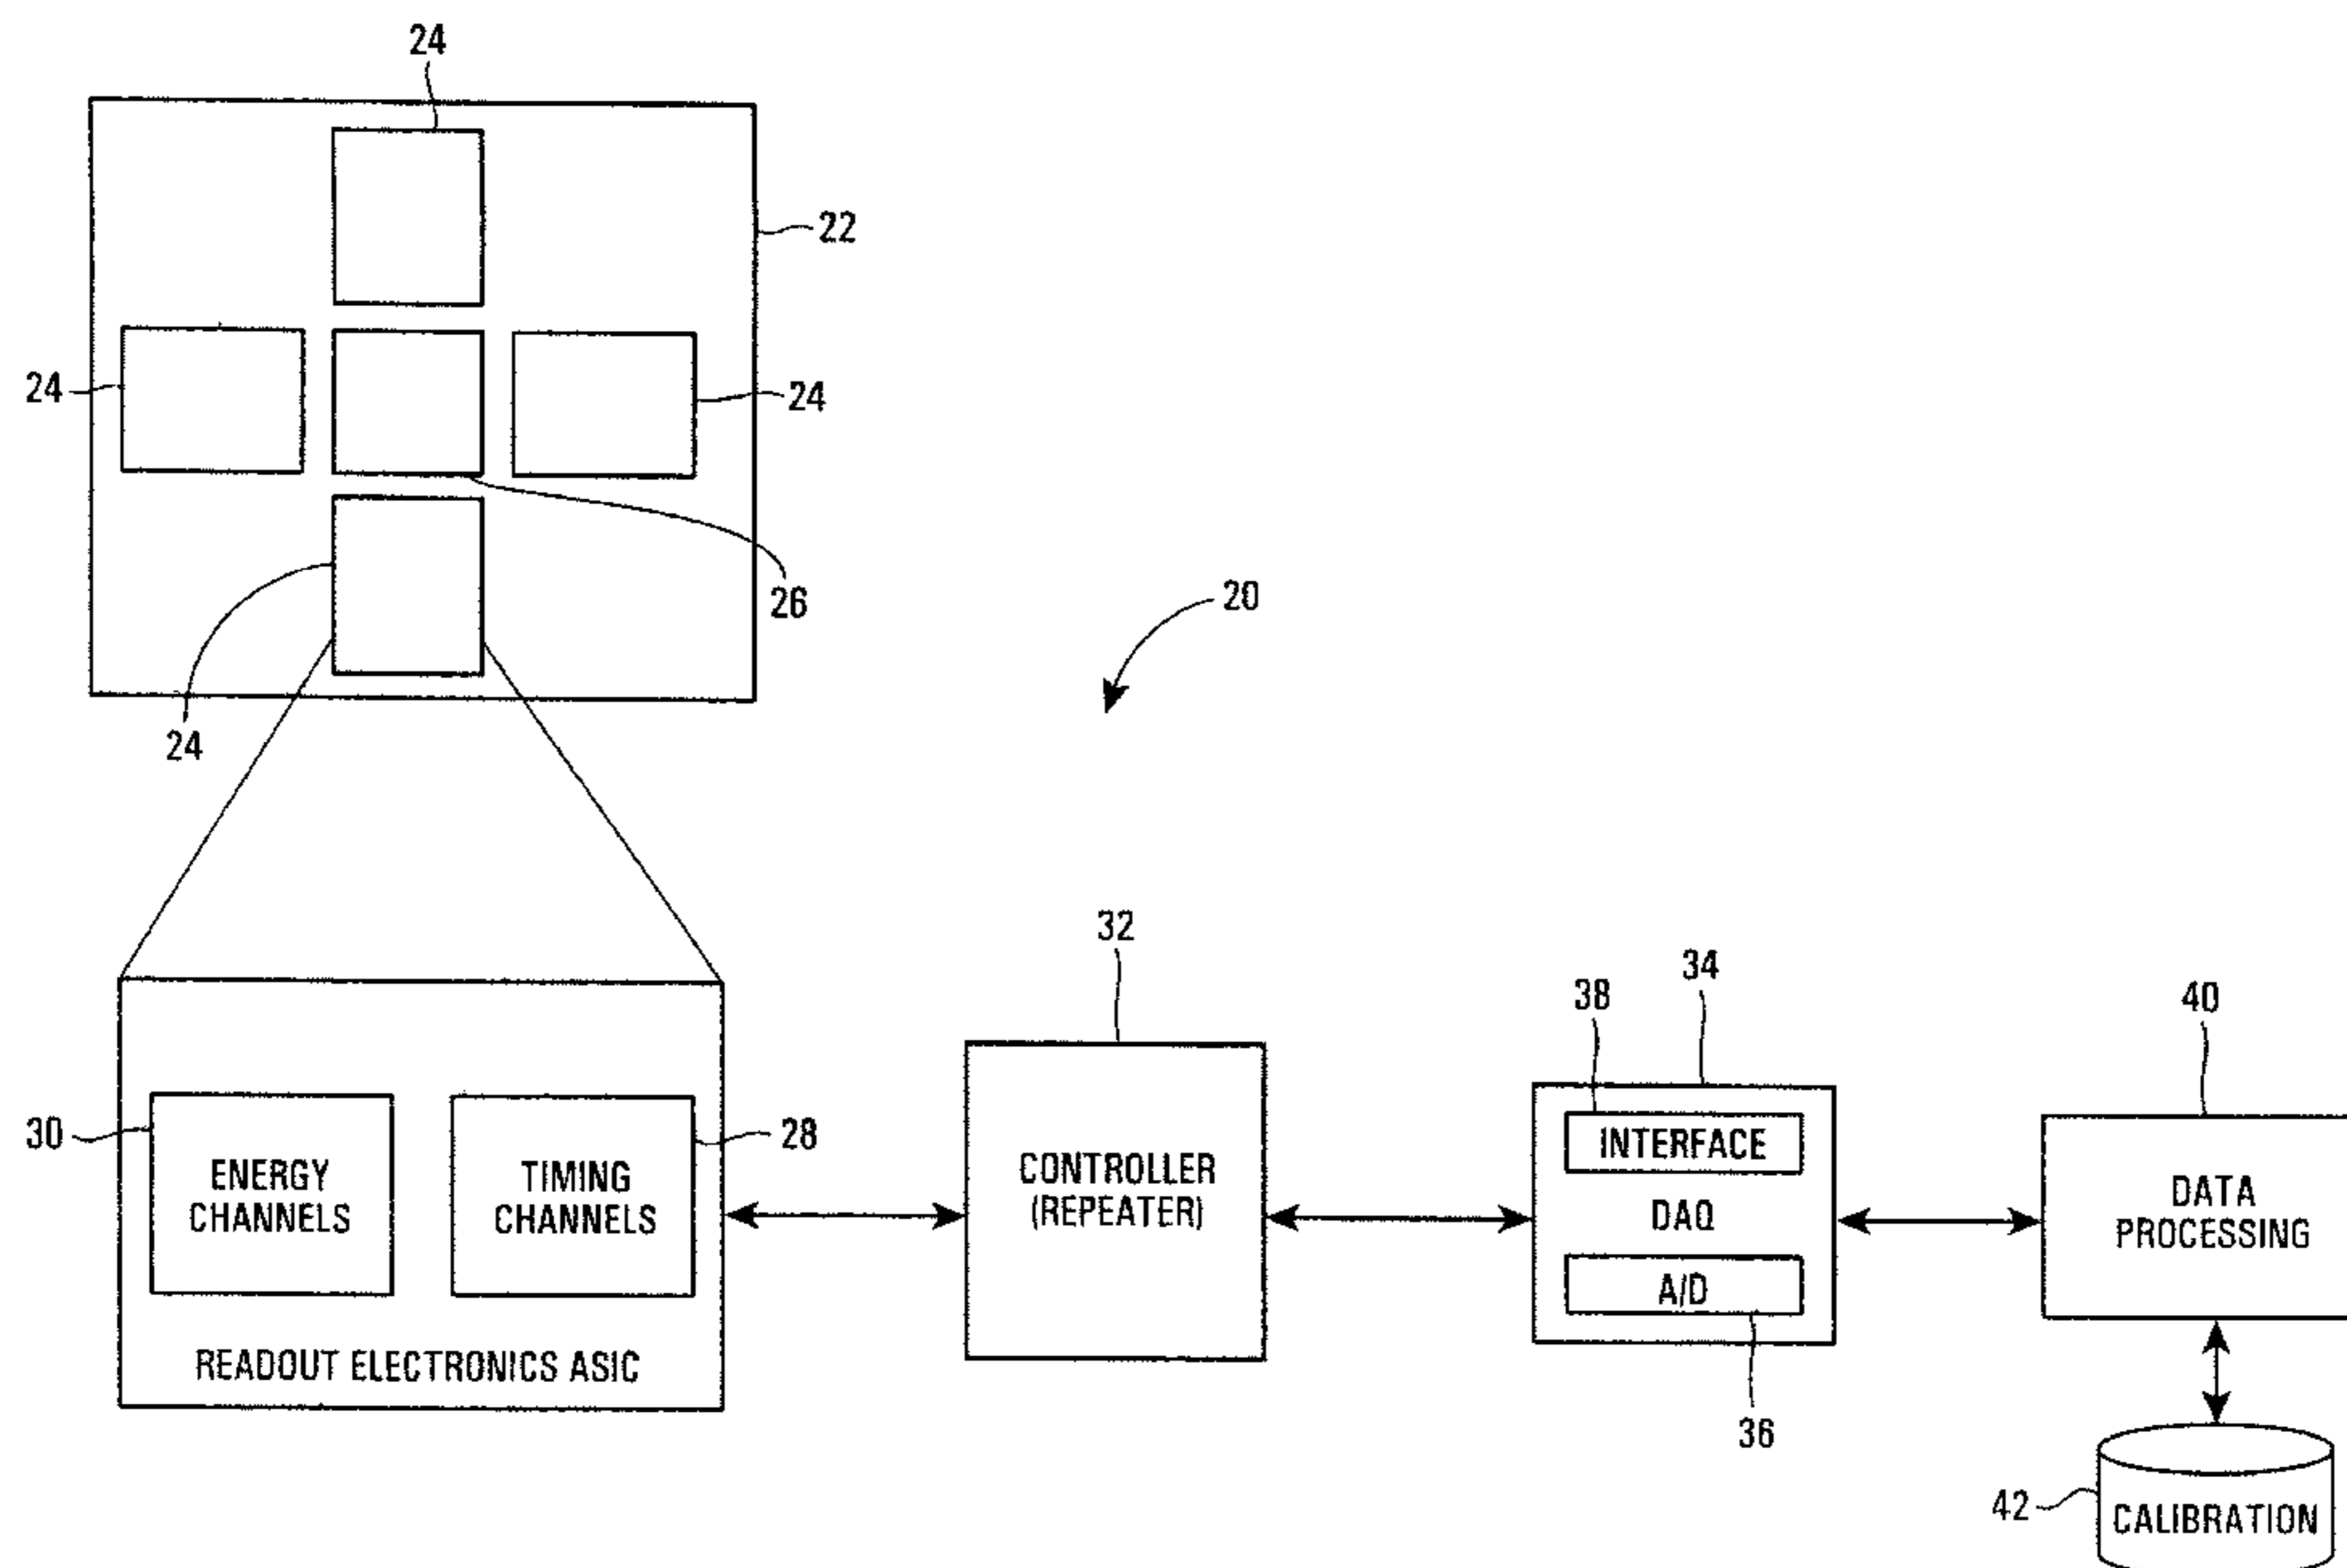 24
22
24
24
26
20
24
32
34
38
40
30
28
ENERGY
CHANNELS
TIMING
CHANNELS
READOUT ELECTRONICS ASIC
CONTROLLER
(REPEATER)
INTERFACE
DAQ
A/D
36
DATA
PROCESSING
42
CALIBRATION